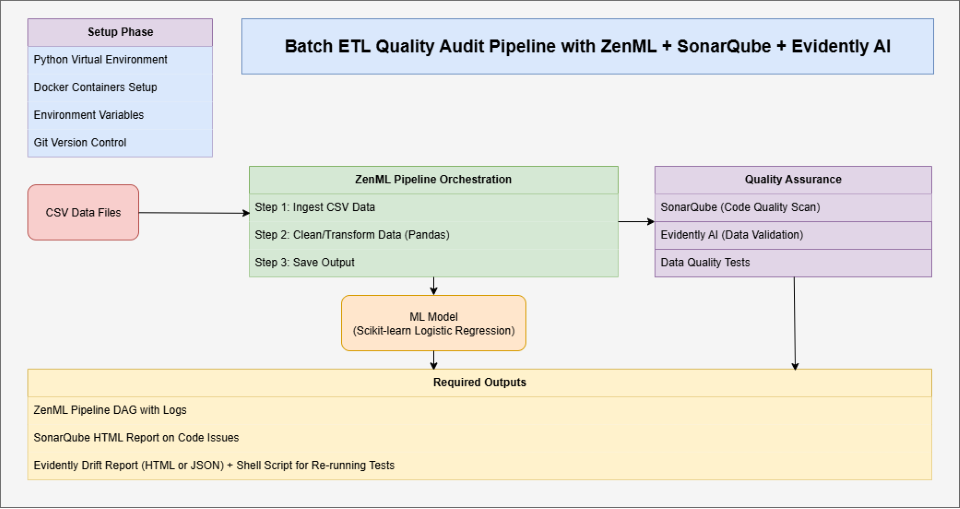 Setup Phase
Python Virtual Environment
Docker Containers Setup
Environment Variables
Git Version Control
Batch ETL Quality Audit Pipeline with ZenML + SonarQube + Evidently AI
CSV Data Files
ZenML Pipeline Orchestration
Step 1: Ingest CSV Data
Step 2: Clean/Transform Data (Pandas)
Step 3: Save Output
Quality Assurance
SonarQube (Code Quality Scan)
Evidently AI (Data Validation)
Data Quality Tests
ML Model
(Scikit-learn Logistic Regression)
Required Outputs
ZenML Pipeline DAG with Logs
SonarQube HTML Report on Code Issues
Evidently Drift Report (HTML or JSON) + Shell Script for Re-running Tests